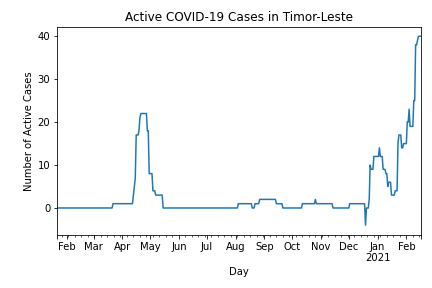 Active COVID-19 Cases in Timor-Leste
40
30
20
10
0
Number of Active Cases
Feb Mar Apr May Jun Jul Aug Sep Oct Nov Dec Jan Feb
2021
Day